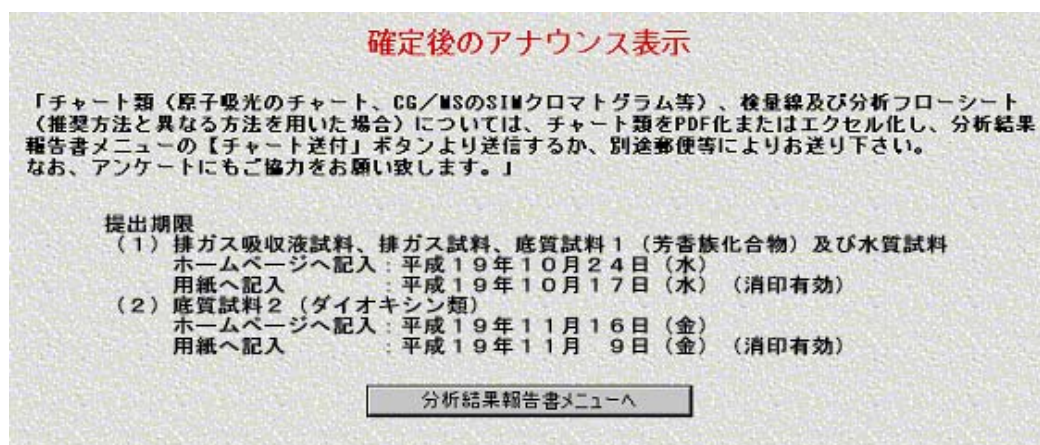 確定後のアナウンス表示
「チャート類（原子吸光のチャート、CG／MSのSIMクロマトグラム等）、検量線及び分析フローシート
（推奨方法と異なる方法を用いた場合）については、チャート類をPDF化またはエクセル化し、分析結果
報告書メニューの【チャート送付】ボタンより送信するか、別途郵便等によりお送り下さい。
なお、アンケートにもご協力をお願い致します。」
提出期限
（１）排ガス吸収液試料、排ガス試料、底質試料１（芳香族化合物）及び水質試料
ホームページへ記入：平成１９年１０月２４日（水）
用紙へ記入　　　　：平成１９年１０月１７日（水）（消印有効）
（２）底質試料２（ダイオキシン類）
ホームページへ記入：平成１９年１１月１６日（金）
用紙へ記入　　　　：平成１９年１１月　９日（金）（消印有効）
分析結果報告書メニューへ